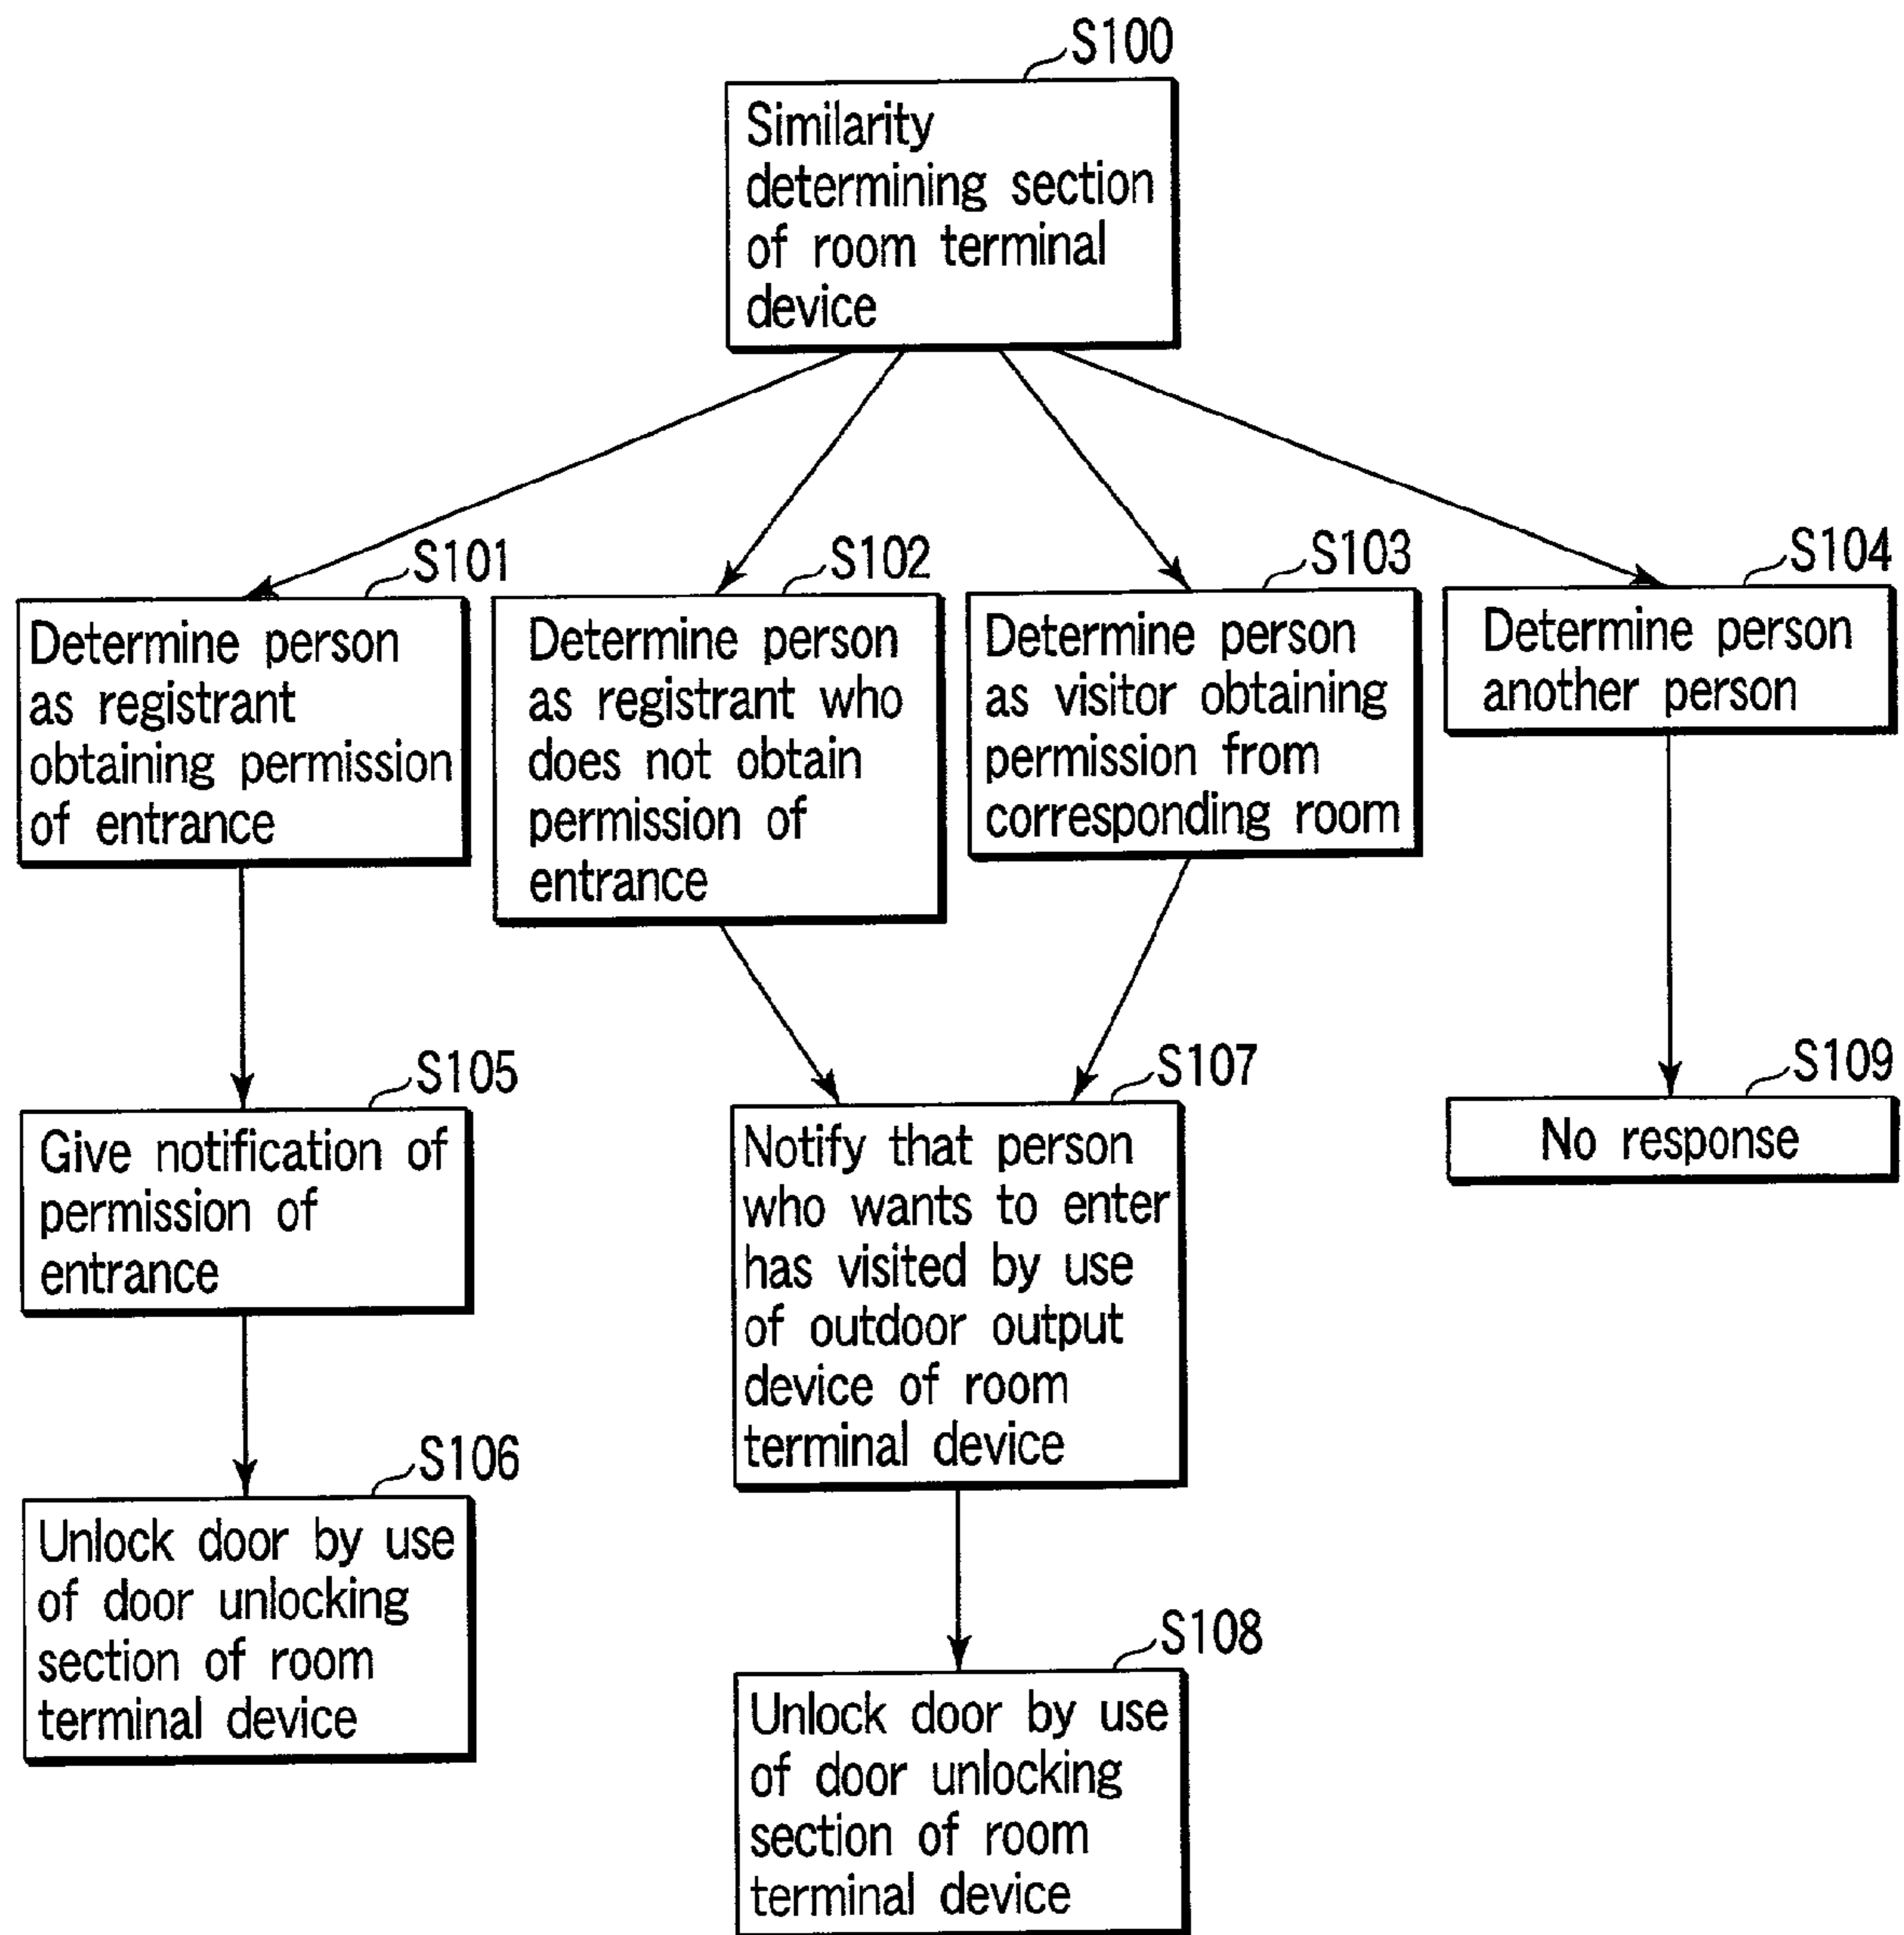 S100
Similarity
determining section
of room terminal
device
S101
Determine person
as registrant
obtaining permission
of entrance
S102
Determine person
as registrant who
does not obtain
permission of
entrance
S103
Determine person
as visitor obtaining
permission from
corresponding room
S104
Determine person
another person
S105
Give notification of
permission of
entrance
S107
Notify that person
who wants to enter
has visited by use
of outdoor output
device of room
terminal device
S109
No response
S106
Unlock door by use
of door unlocking
section of room
terminal device
S108
Unlock door by use
of door unlocking
section of room
terminal device